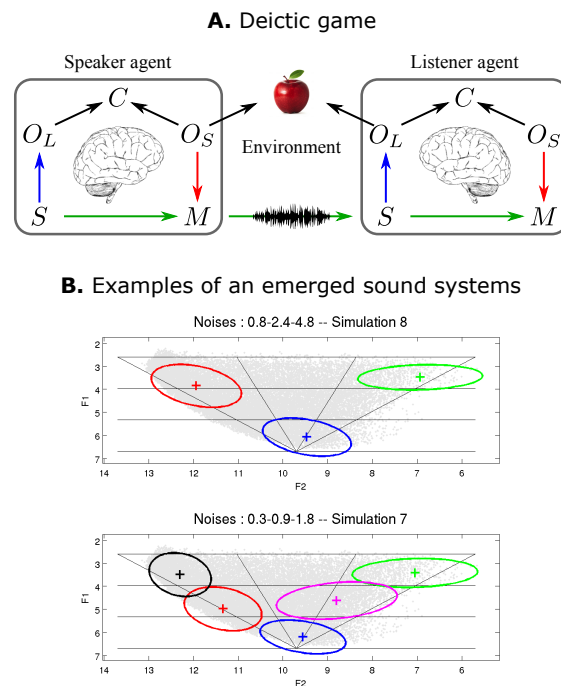 A. Deictic game
Speaker agent
Listener agent
C
C
O_L
O_S
Environment
O_L
O_S
S
M
S
M
B. Examples of an emerged sound systems
Noises : 0.8-2.4-4.8 -- Simulation 8
2
3
4
5
6
7
F1
14 13 12 11 10 9 8 7 6
F2
Noises : 0.3-0.9-1.8 -- Simulation 7
2
3
4
5
6
7
F1
14 13 12 11 10 9 8 7 6
F2